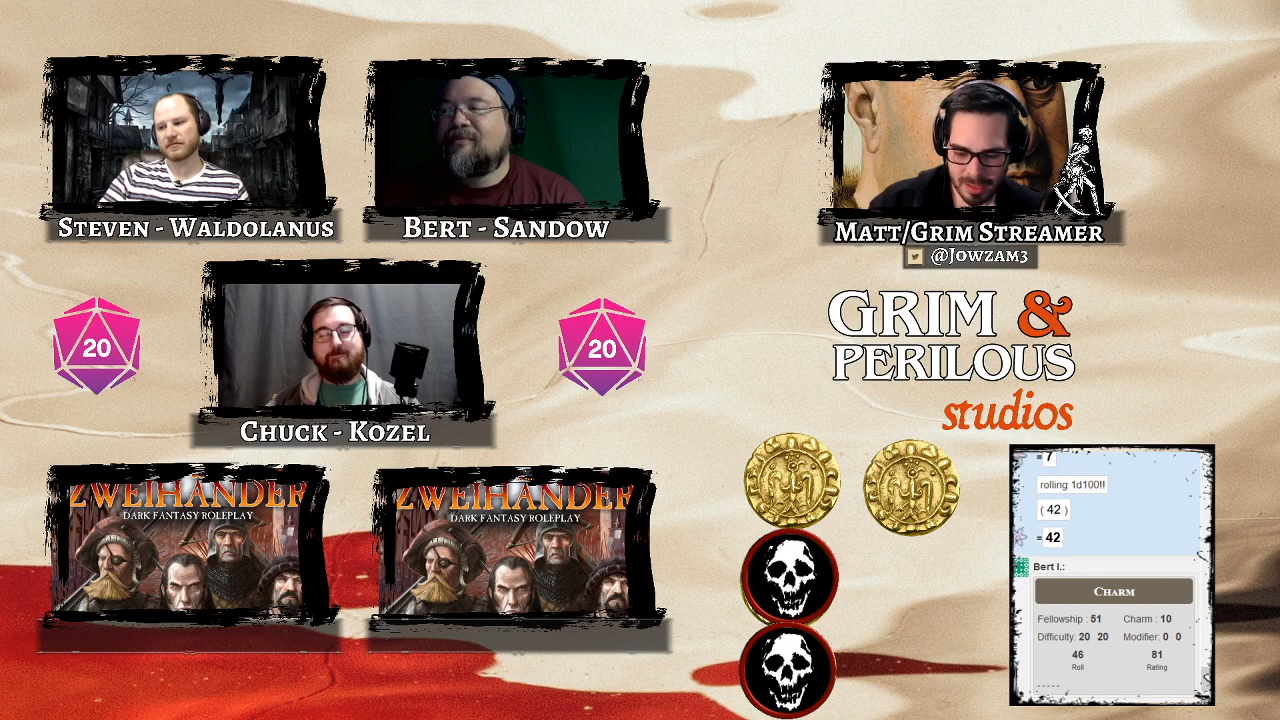 STEVEN - WALDOLANUS
BERT - SANDOW
MATT/GRIM STREAMER
@JOWZAM3
20
CHUCK - KOZEL
20
GRIM &
PERILOUS
studios
ZWEIHÄNDER
DARK FANTASY ROLEPLAY
ZWEIHÄNDER
DARK FANTASY ROLEPLAY
= 7
rolling 1d100!!
( 42 )
= 42
Bert I.:
CHARM
Fellowship : 51 Charm : 10
Difficulty: 20 20 Modifier: 0 0
46 81
Roll Rating
-----